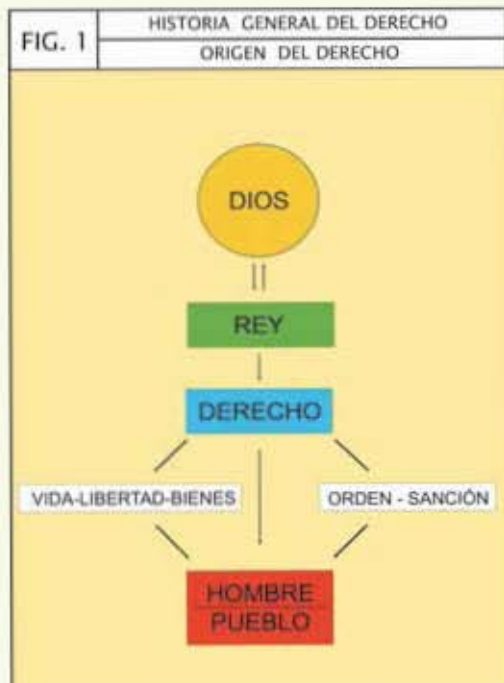 FIG. 1
HISTORIA GENERAL DEL DERECHO
ORIGEN DEL DERECHO
DIOS
REY
DERECHO
VIDA-LIBERTAD-BIENES
ORDEN - SANCIÓN
HOMBRE
PUEBLO